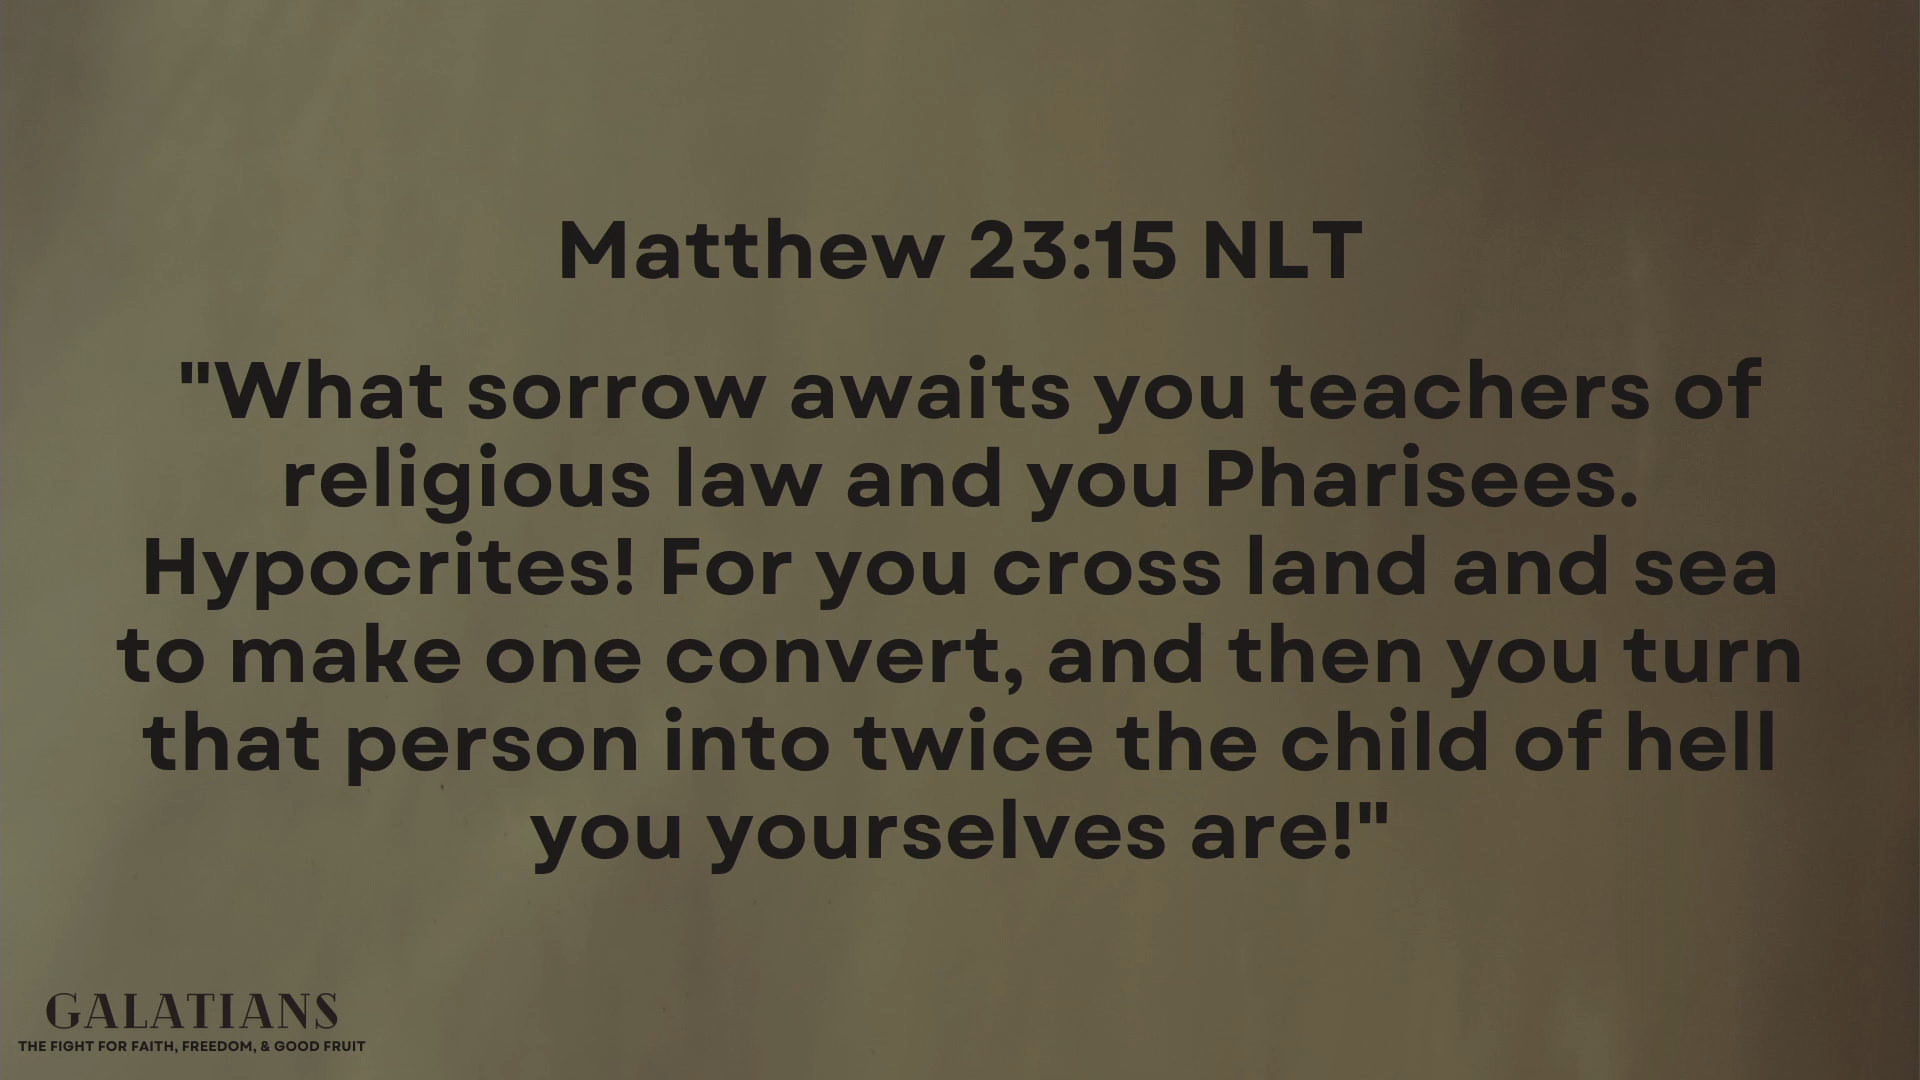 Matthew 23:15 NLT
"What sorrow awaits you teachers of
religious law and you Pharisees.
Hypocrites! For you cross land and sea
to make one convert, and then you turn
that person into twice the child of hell
you yourselves are!"
GALATIANS
THE FIGHT FOR FAITH, FREEDOM, & GOOD FRUIT